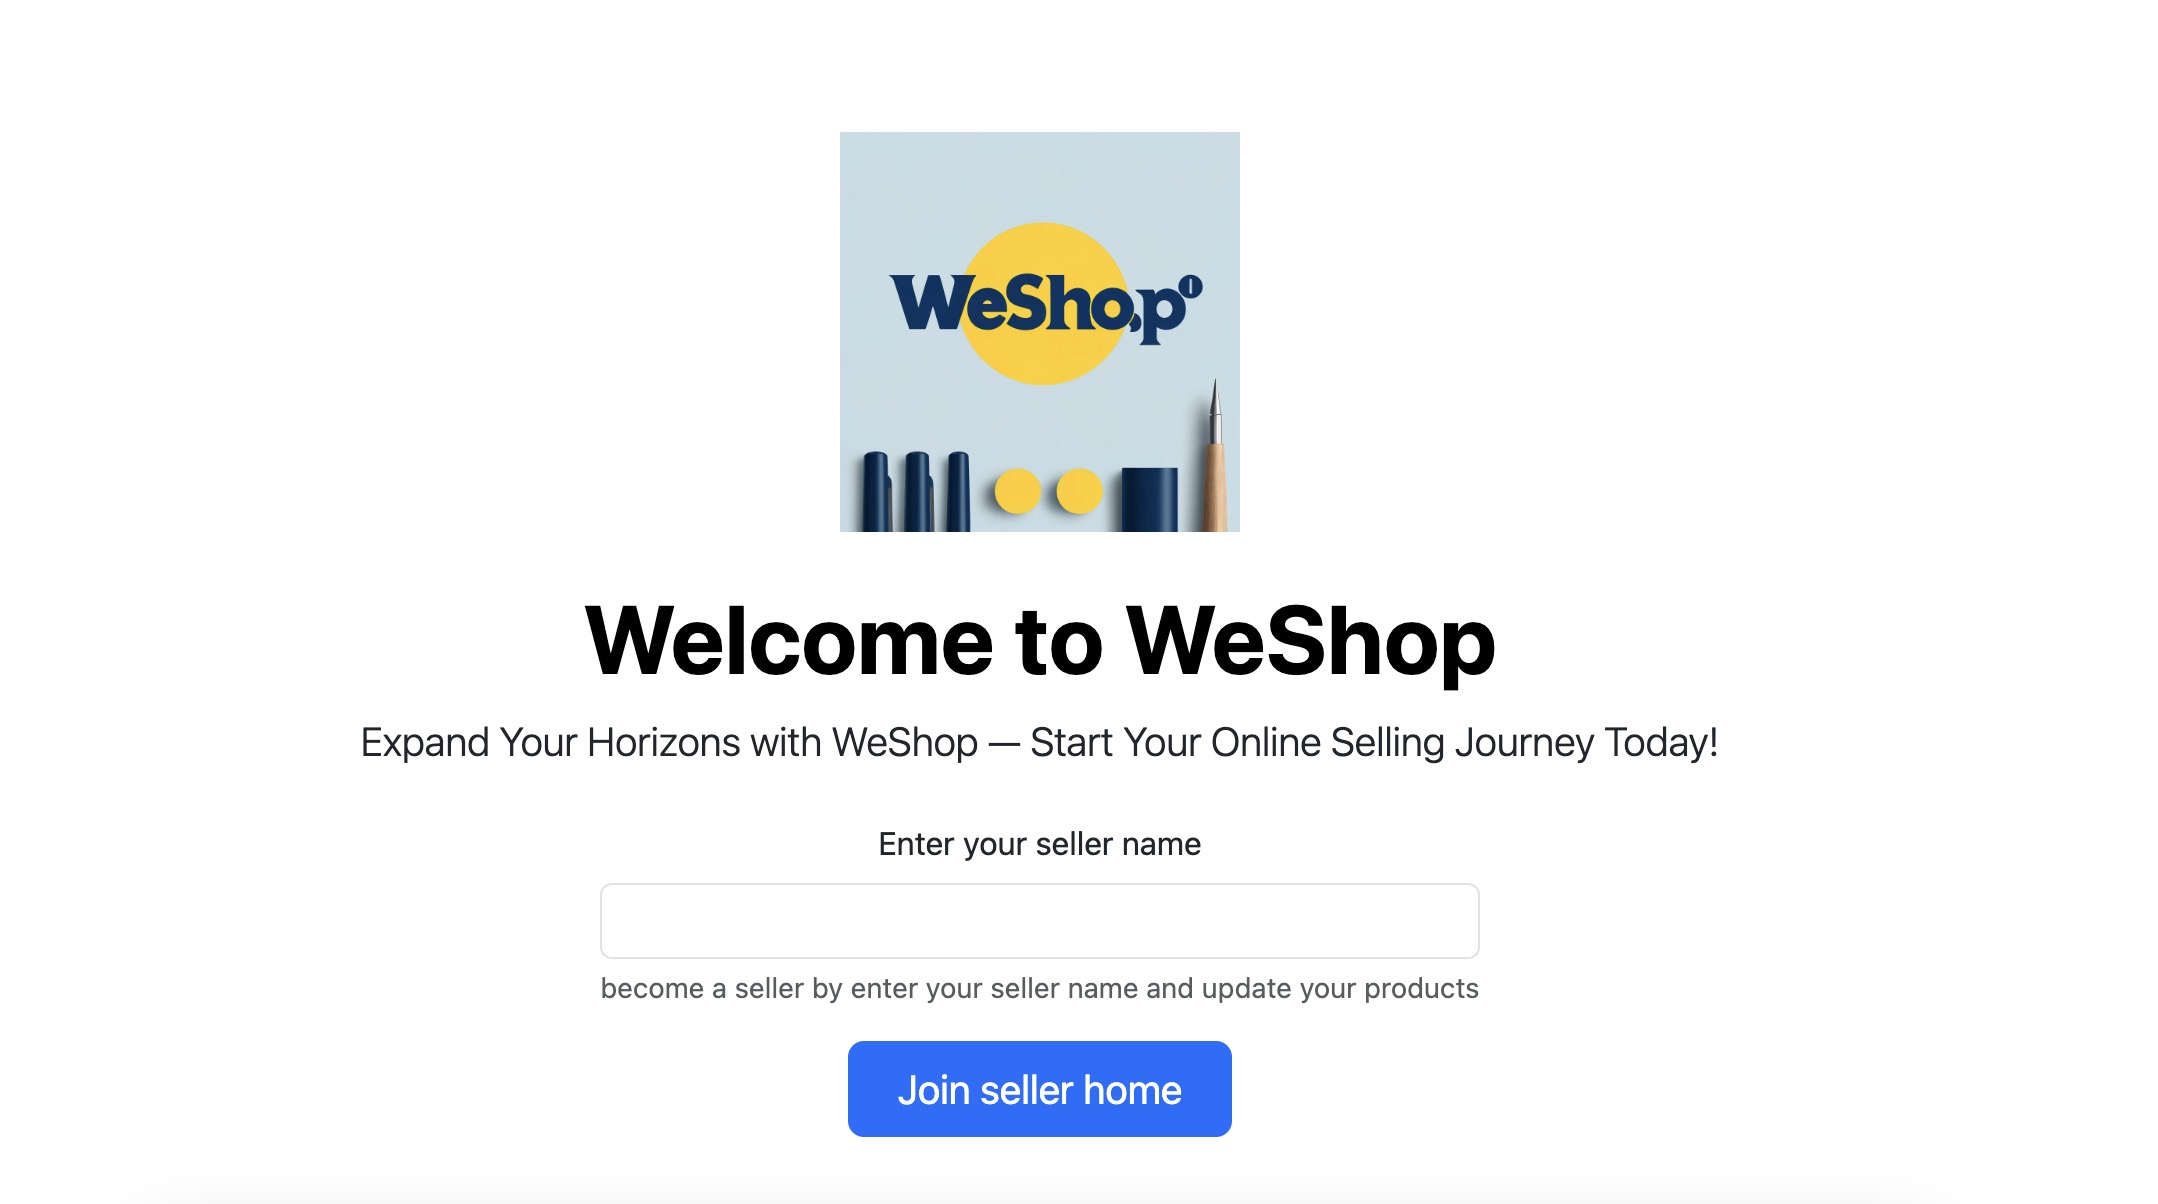 WeShop
Welcome to WeShop
Expand Your Horizons with WeShop — Start Your Online Selling Journey Today!
Enter your seller name
become a seller by enter your seller name and update your products
Join seller home